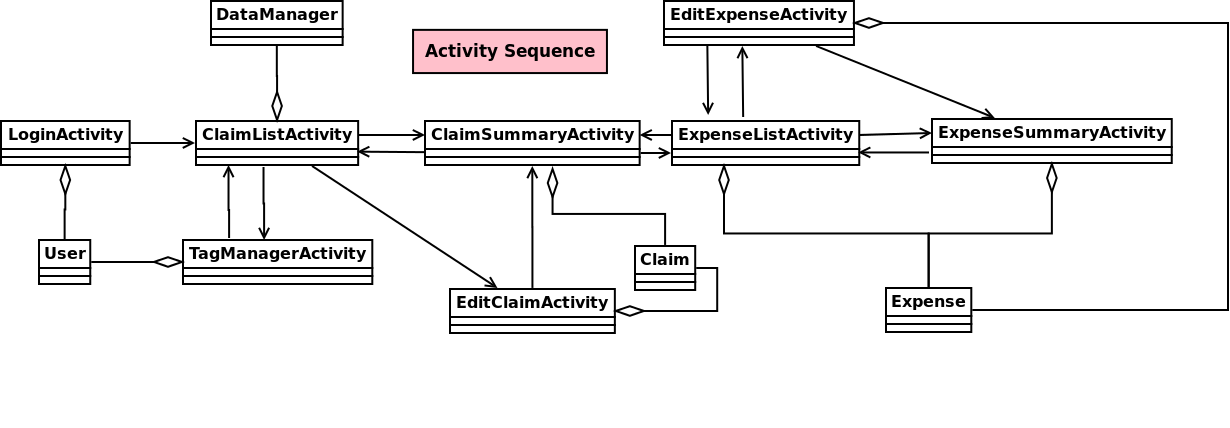 DataManager
EditExpenseActivity
Activity Sequence
LoginActivity
ClaimListActivity
ClaimSummaryActivity
ExpenseListActivity
ExpenseSummaryActivity
User
TagManagerActivity
Claim
EditClaimActivity
Expense